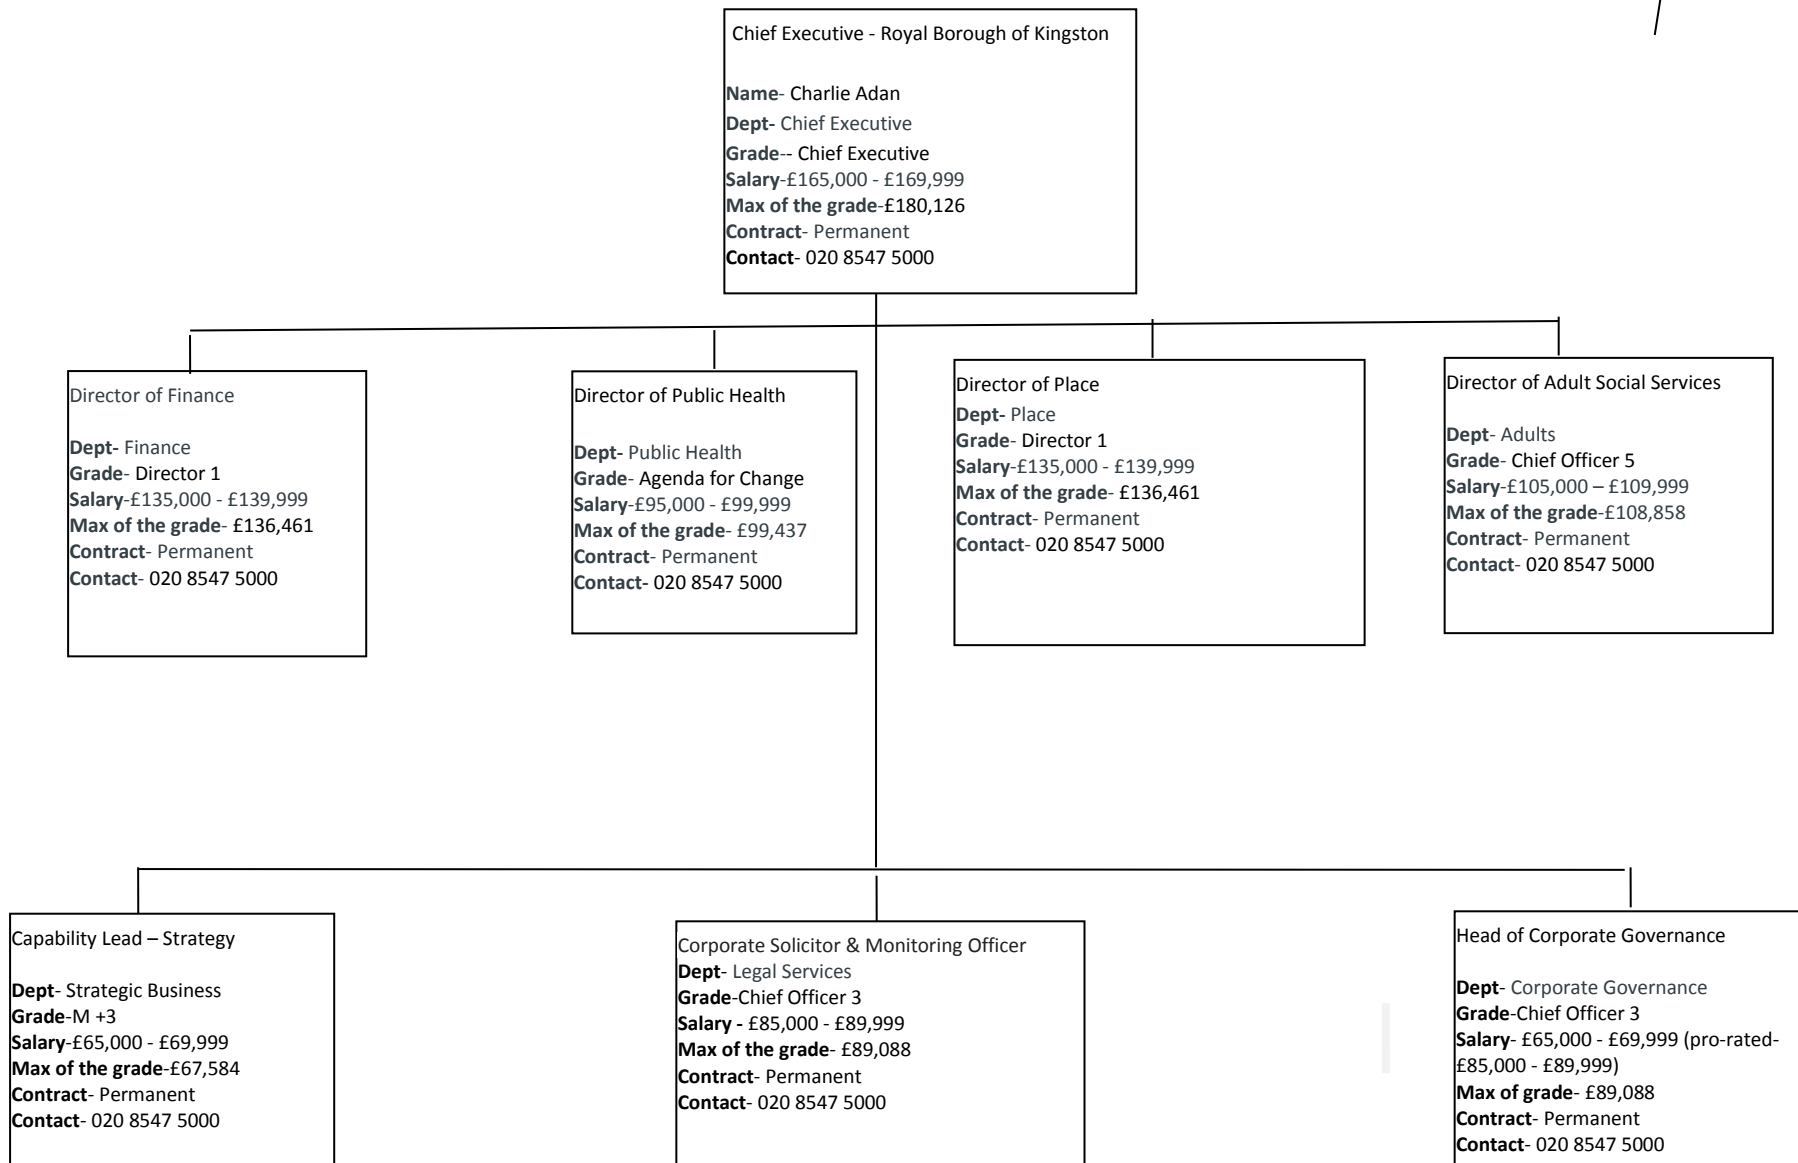 Chief Executive - Royal Borough of Kingston
Name- Charlie Adan
Dept- Chief Executive
Grade-- Chief Executive
Salary-£165,000 - £169,999
Max of the grade-£180,126
Contract- Permanent
Contact- 020 8547 5000
Director of Finance
Dept- Finance
Grade- Director 1
Salary-£135,000 - £139,999
Max of the grade- £136,461
Contract- Permanent
Contact- 020 8547 5000
Director of Public Health
Dept- Public Health
Grade- Agenda for Change
Salary-£95,000 - £99,999
Max of the grade- £99,437
Contract- Permanent
Contact- 020 8547 5000
Director of Place
Dept- Place
Grade- Director 1
Salary-£135,000 - £139,999
Max of the grade- £136,461
Contract- Permanent
Contact- 020 8547 5000
Director of Adult Social Services
Dept- Adults
Grade- Chief Officer 5
Salary-£105,000 – £109,999
Max of the grade-£108,858
Contract- Permanent
Contact- 020 8547 5000
Capability Lead – Strategy
Dept- Strategic Business
Grade-M +3
Salary-£65,000 - £69,999
Max of the grade-£67,584
Contract- Permanent
Contact- 020 8547 5000
Corporate Solicitor & Monitoring Officer
Dept- Legal Services
Grade-Chief Officer 3
Salary - £85,000 - £89,999
Max of the grade- £89,088
Contract- Permanent
Contact- 020 8547 5000
Head of Corporate Governance
Dept- Corporate Governance
Grade-Chief Officer 3
Salary- £65,000 - £69,999 (pro-rated-
£85,000 - £89,999)
Max of grade- £89,088
Contract- Permanent
Contact- 020 8547 5000